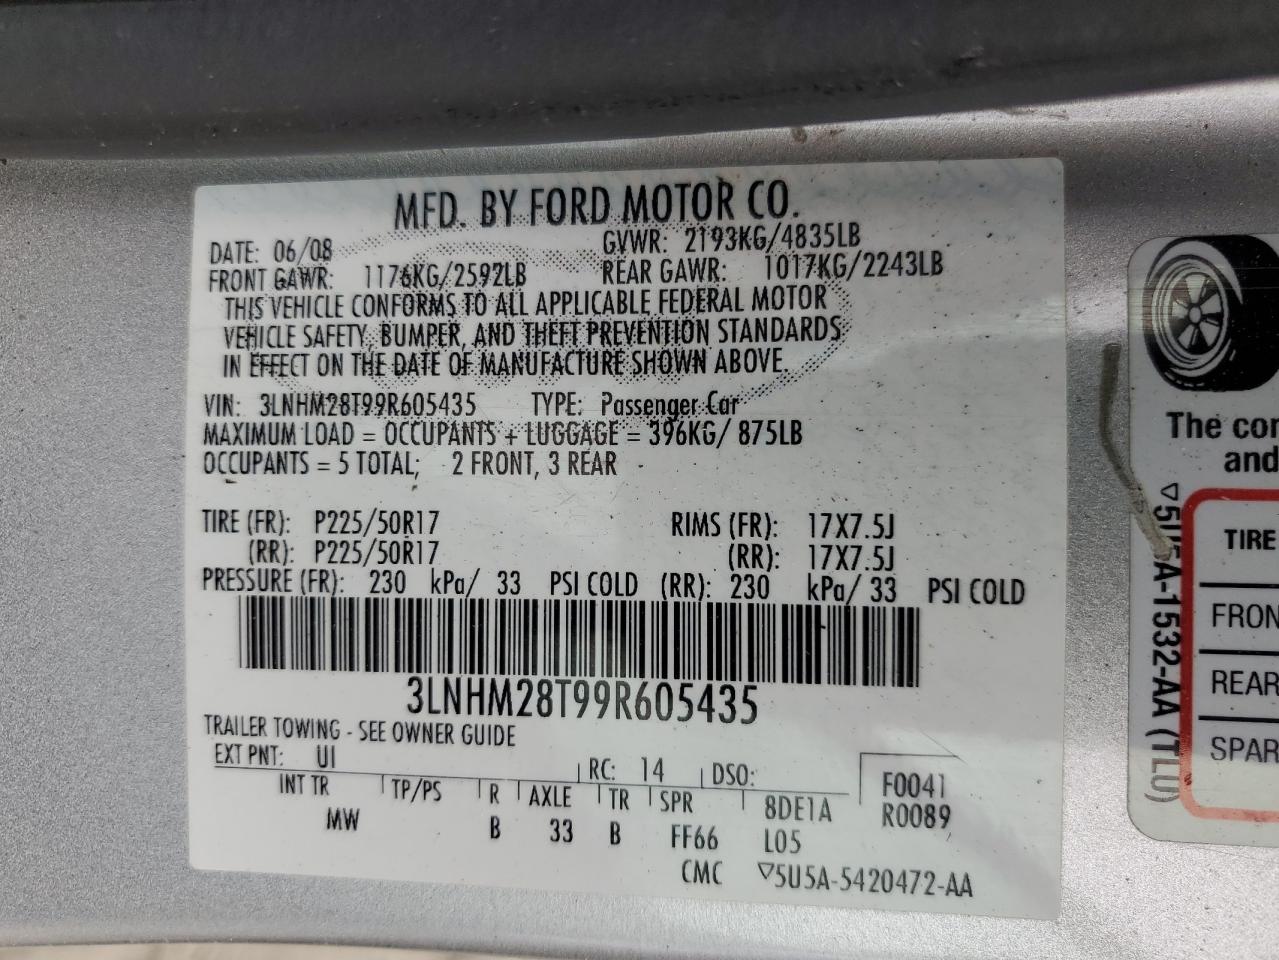 MFD. BY FORD MOTOR CO.
DATE: 06/08 GVWR: 2193KG/4835LB
FRONT GAWR: 1176KG/2592LB REAR GAWR: 1017KG/2243LB
THIS VEHICLE CONFORMS TO ALL APPLICABLE FEDERAL MOTOR
VEHICLE SAFETY, BUMPER, AND THEFT PREVENTION STANDARDS
IN EFFECT ON THE DATE OF MANUFACTURE SHOWN ABOVE.
VIN: 3LNHM28T99R605435 TYPE: Passenger Car
MAXIMUM LOAD = OCCUPANTS + LUGGAGE = 396KG/ 875LB
OCCUPANTS = 5 TOTAL; 2 FRONT, 3 REAR
TIRE (FR): P225/50R17 RIMS (FR): 17X7.5J
(RR): P225/50R17 (RR): 17X7.5J
PRESSURE (FR): 230 kPa/ 33 PSI COLD (RR): 230 kPa/ 33 PSI COLD
3LNHM28T99R605435
TRAILER TOWING - SEE OWNER GUIDE
EXT PNT: UI RC: 14 DSO: F0041
INT TR TP/PS R AXLE TR SPR 8DE1A R0089
MW B 33 B FF66 L05
CMC ▽5U5A-5420472-AA
The con
and
TIRE
FRON
REAR
SPAR
▽5U5A-1532-AA (TLU)